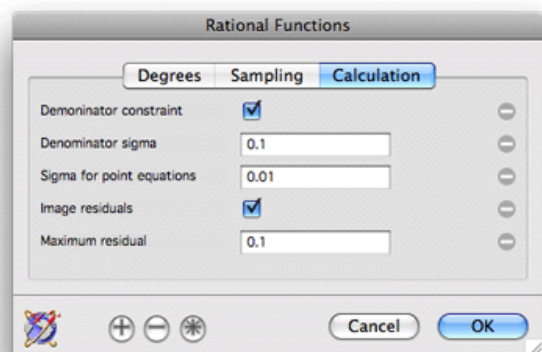 Rational Functions
Degrees Sampling Calculation
Demoninator constraint
Denominator sigma 0.1
Sigma for point equations 0.01
Image residuals
Maximum residual 0.1
Cancel OK